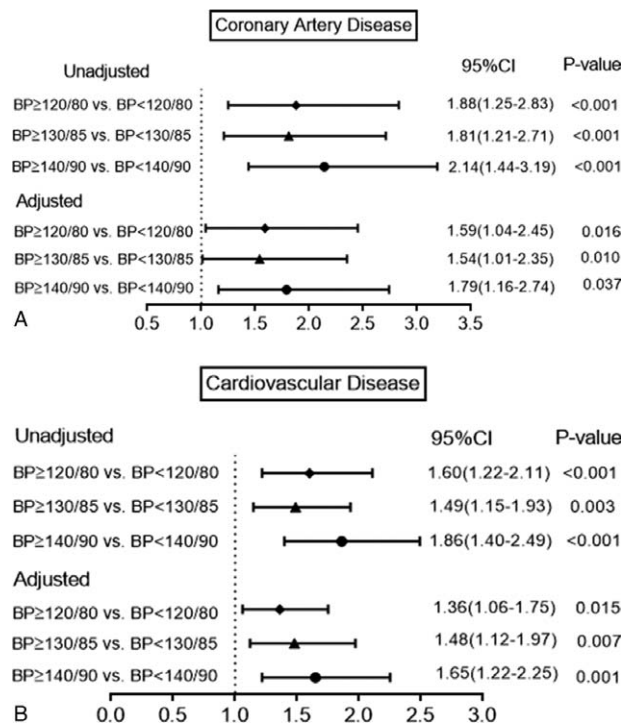 Coronary Artery Disease
Unadjusted 95%CI P-value
BP≥120/80 vs. BP<120/80 1.88(1.25-2.83) <0.001
BP≥130/85 vs. BP<130/85 1.81(1.21-2.71) <0.001
BP≥140/90 vs. BP<140/90 2.14(1.44-3.19) <0.001
Adjusted
BP≥120/80 vs. BP<120/80 1.59(1.04-2.45) 0.016
BP≥130/85 vs. BP<130/85 1.54(1.01-2.35) 0.010
BP≥140/90 vs. BP<140/90 1.79(1.16-2.74) 0.037
A
0.5 1.0 1.5 2.0 2.5 3.0 3.5
Cardiovascular Disease
Unadjusted 95%CI P-value
BP≥120/80 vs. BP<120/80 1.60(1.22-2.11) <0.001
BP≥130/85 vs. BP<130/85 1.49(1.15-1.93) 0.003
BP≥140/90 vs. BP<140/90 1.86(1.40-2.49) <0.001
Adjusted
BP≥120/80 vs. BP<120/80 1.36(1.06-1.75) 0.015
BP≥130/85 vs. BP<130/85 1.48(1.12-1.97) 0.007
BP≥140/90 vs. BP<140/90 1.65(1.22-2.25) 0.001
B
0.0 0.5 1.0 1.5 2.0 2.5 3.0